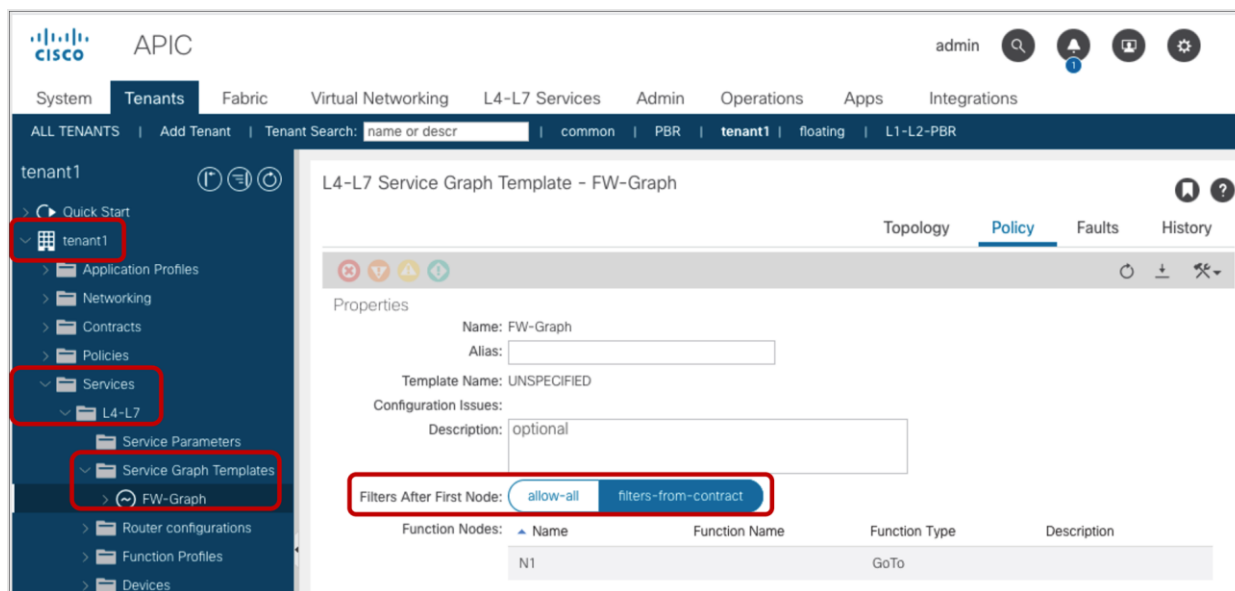 CISCO APIC admin
1
System Tenants Fabric Virtual Networking L4-L7 Services Admin Operations Apps Integrations
ALL TENANTS | Add Tenant | Tenant Search: name or descr | common | PBR | tenant1 | floating | L1-L2-PBR
tenant1
Quick Start
tenant1
Application Profiles
Networking
Contracts
Policies
Services
L4-L7
Service Parameters
Service Graph Templates
FW-Graph
Router configurations
Function Profiles
Devices
L4-L7 Service Graph Template - FW-Graph
Topology Policy Faults History
Properties
Name: FW-Graph
Alias:
Template Name: UNSPECIFIED
Configuration Issues:
Description: optional
Filters After First Node: allow-all filters-from-contract
Function Nodes: Name Function Name Function Type Description
N1 GoTo